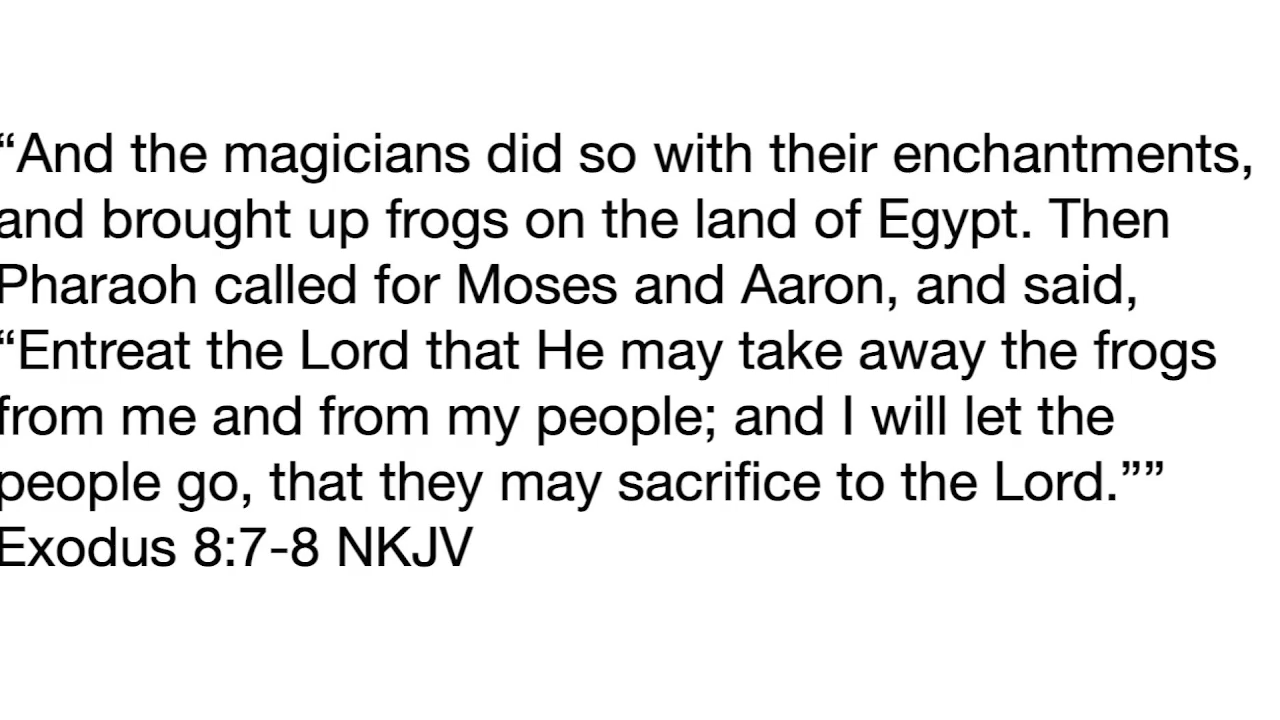 “And the magicians did so with their enchantments,
and brought up frogs on the land of Egypt. Then
Pharaoh called for Moses and Aaron, and said,
“Entreat the Lord that He may take away the frogs
from me and from my people; and I will let the
people go, that they may sacrifice to the Lord.””
Exodus 8:7-8 NKJV